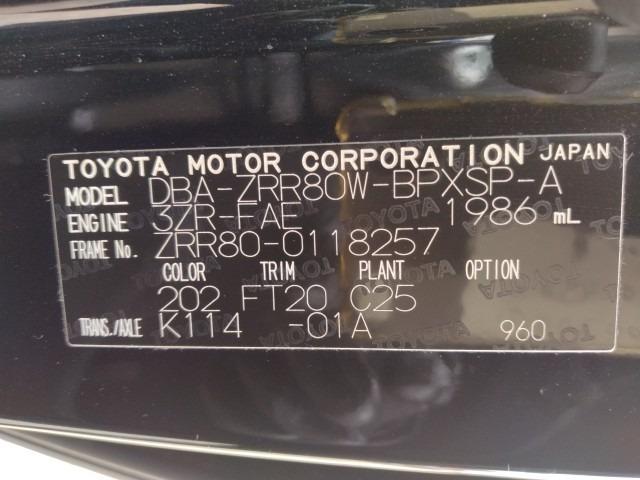 TOYOTA MOTOR CORPORATION JAPAN
MODEL DBA-ZRR80W-BPXSP-A
ENGINE 3ZR-FAE 1986 mL
FRAME No. ZRR80-0118257
COLOR TRIM PLANT OPTION
202 FT20 C25
TRANS./AXLE K114 -01A 960